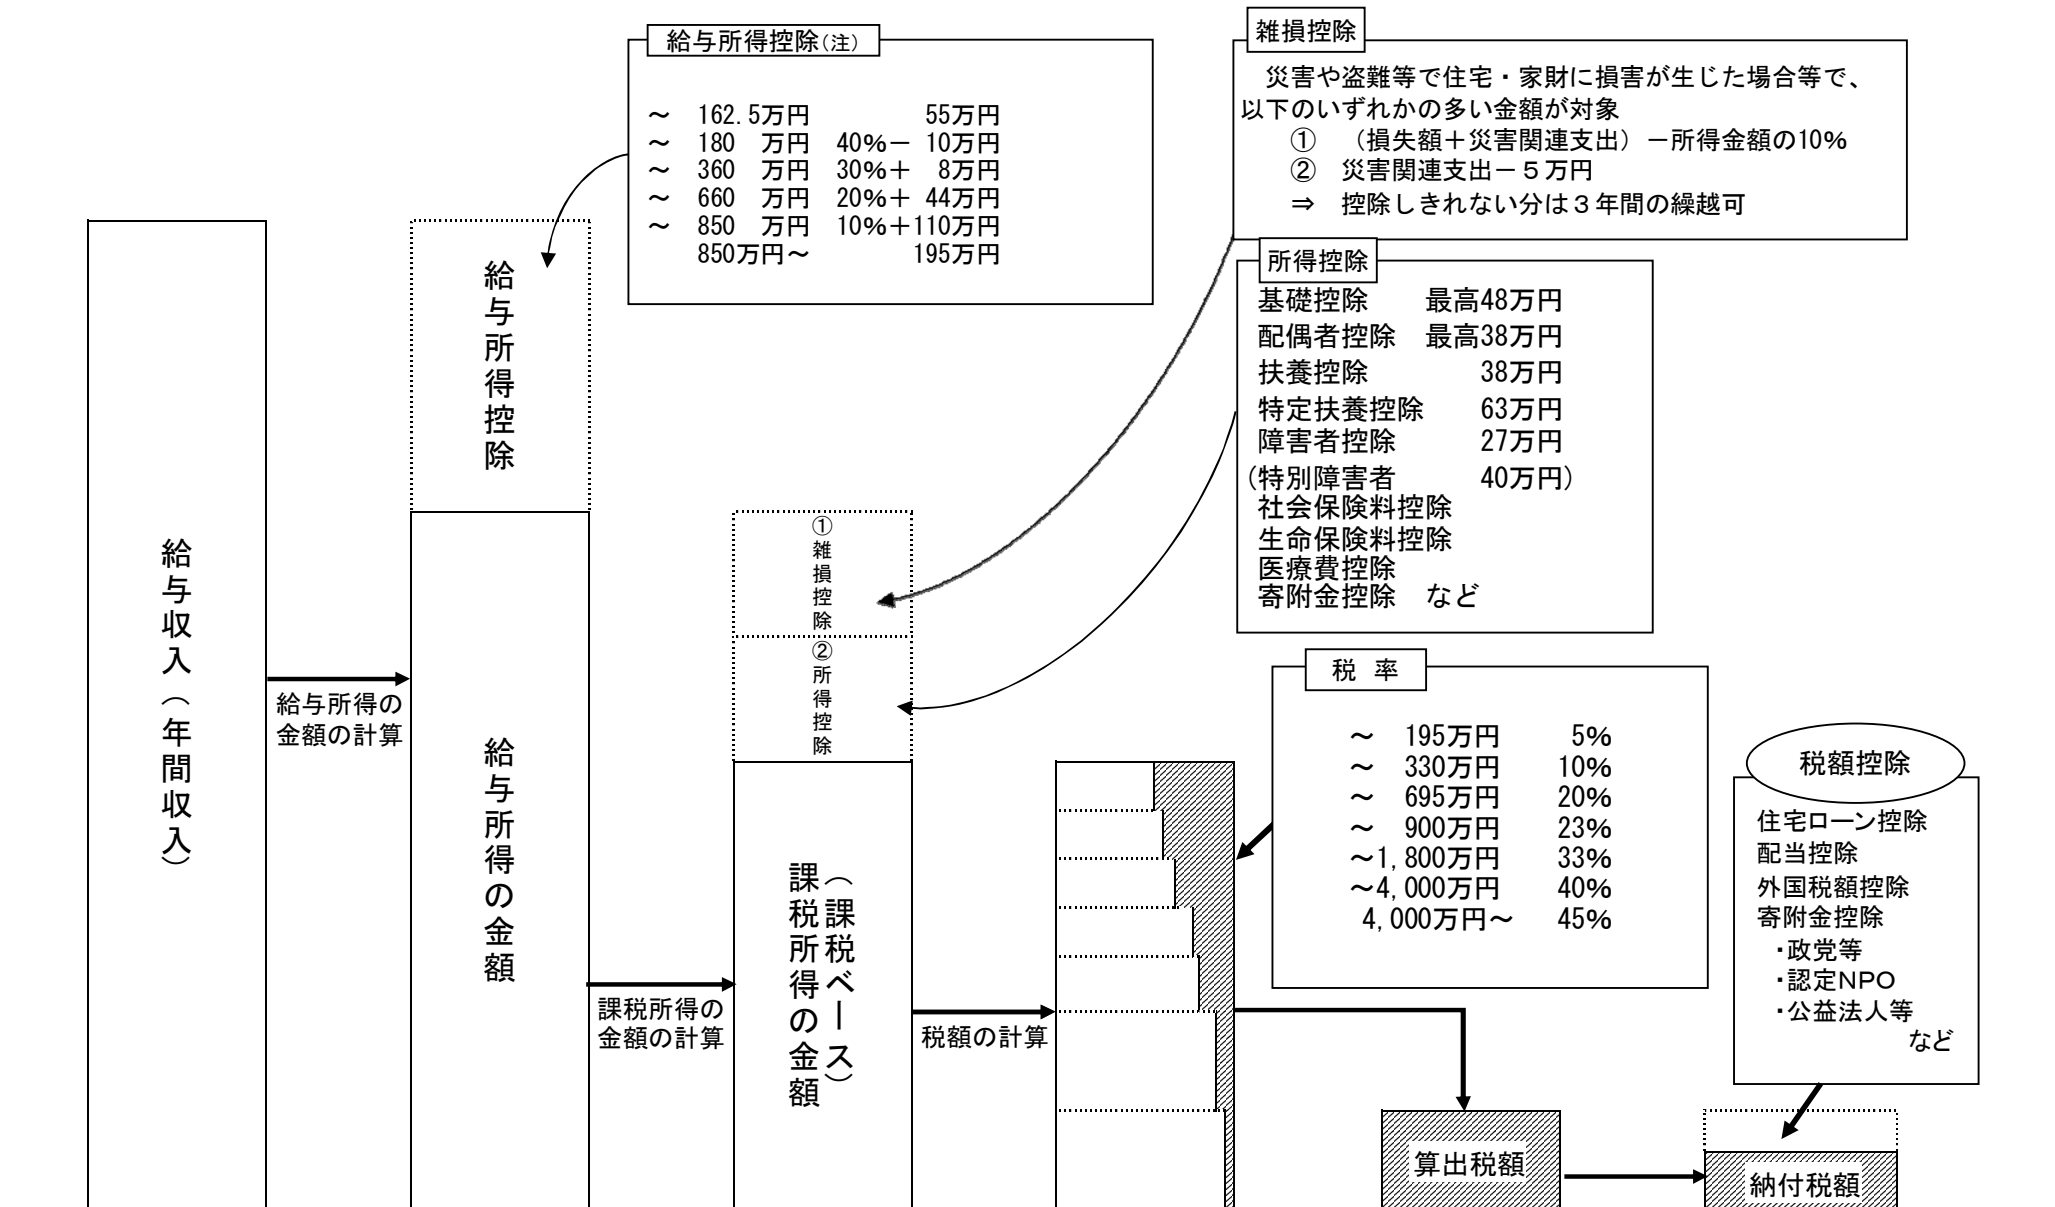 給与所得控除(注)
～ 162.5万円 55万円
～ 180 万円 40%－ 10万円
～ 360 万円 30%＋ 8万円
～ 660 万円 20%＋ 44万円
～ 850 万円 10%＋110万円
850万円～ 195万円
雑損控除
災害や盗難等で住宅・家財に損害が生じた場合等で、
以下のいずれかの多い金額が対象
① （損失額＋災害関連支出）－所得金額の10%
② 災害関連支出－５万円
⇒ 控除しきれない分は３年間の繰越可
所得控除
基礎控除 最高48万円
配偶者控除 最高38万円
扶養控除 38万円
特定扶養控除 63万円
障害者控除 27万円
(特別障害者 40万円)
社会保険料控除
生命保険料控除
医療費控除
寄附金控除 など
給与収入（年間収入）
給与所得の
金額の計算
給与所得控除
給与所得の金額
課税所得の
金額の計算
①雑損控除
②所得控除
（課税ベース）
課税所得の金額
税額の計算
税 率
～ 195万円 5%
～ 330万円 10%
～ 695万円 20%
～ 900万円 23%
～1,800万円 33%
～4,000万円 40%
4,000万円～ 45%
税額控除
住宅ローン控除
配当控除
外国税額控除
寄附金控除
・政党等
・認定NPO
・公益法人等
など
算出税額
納付税額